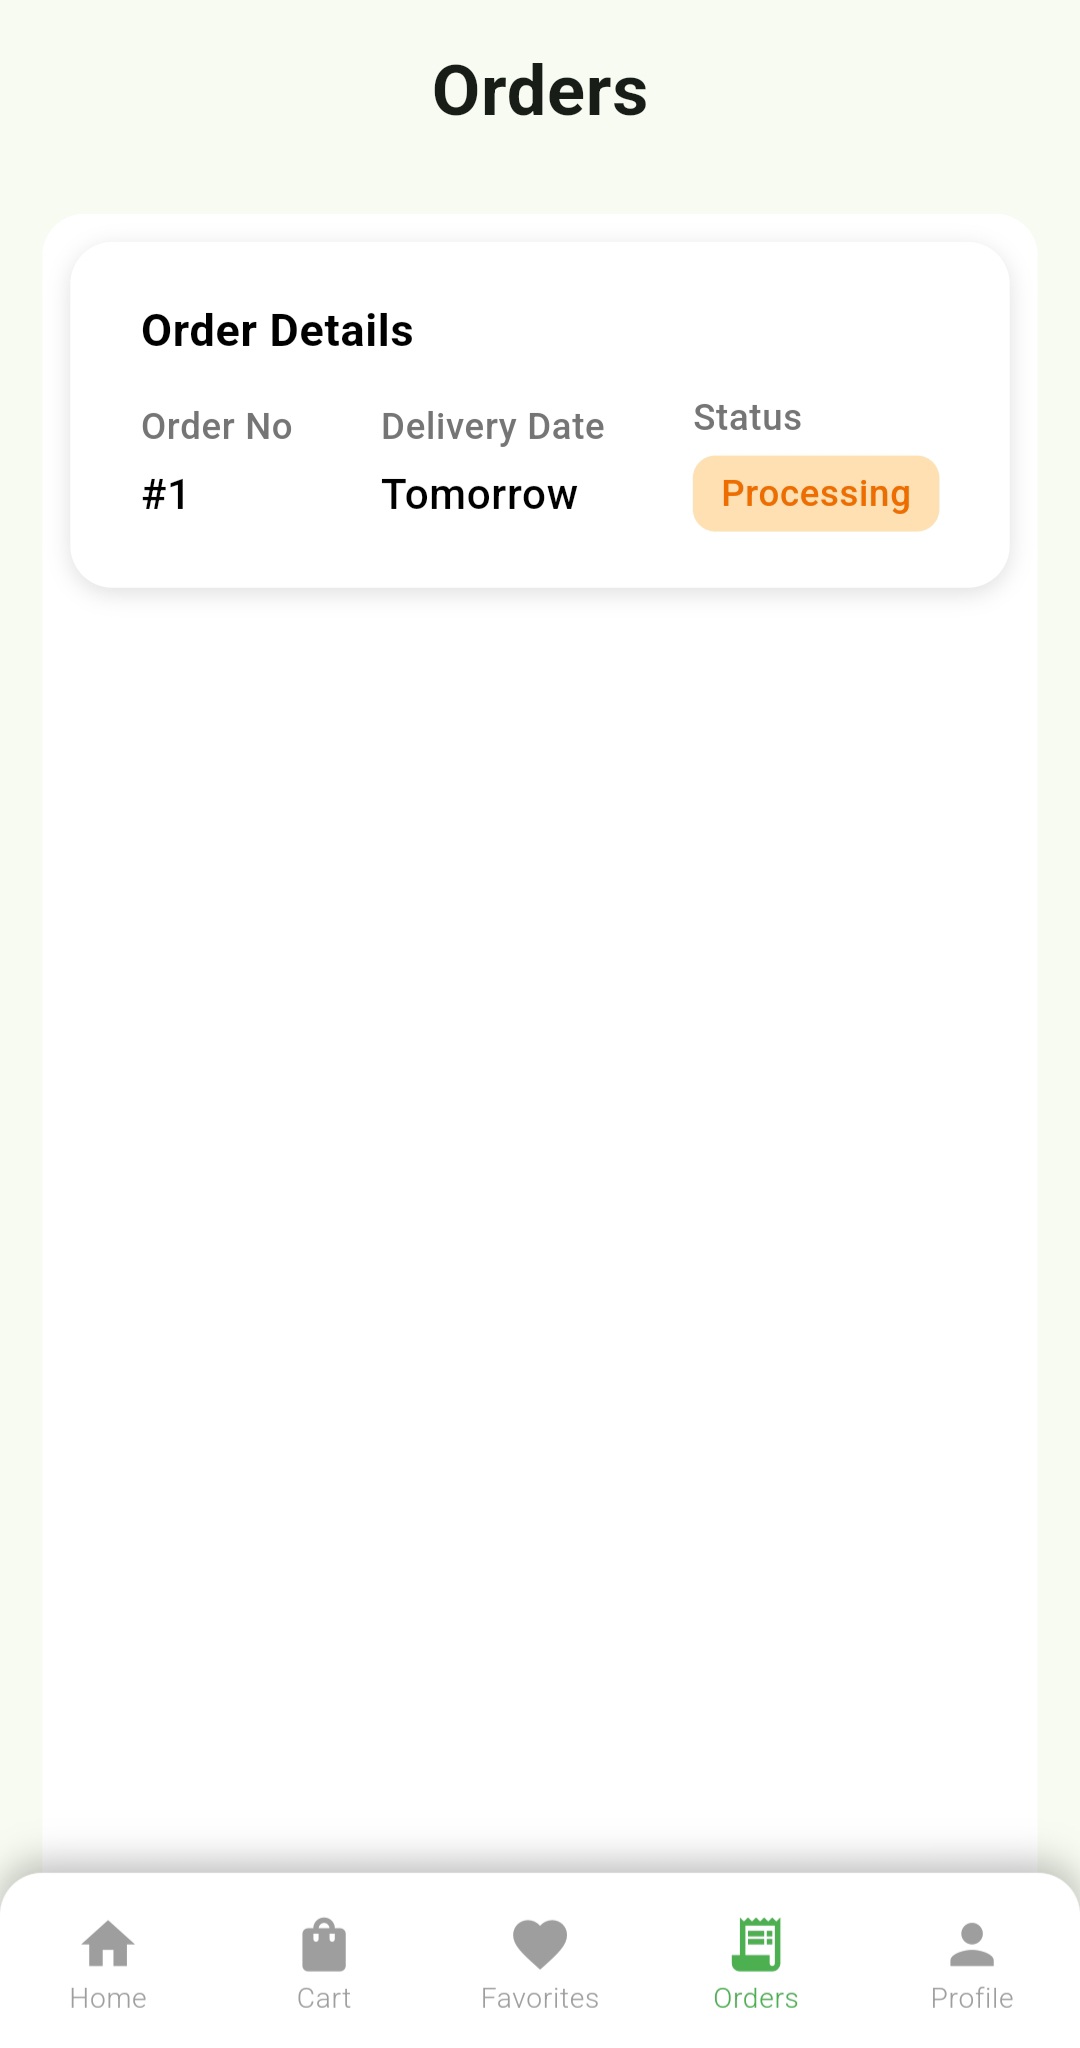 Orders
Order Details
Order No Delivery Date Status
#1 Tomorrow Processing
Home Cart Favorites Orders Profile